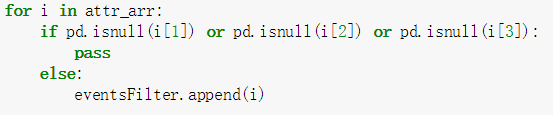 for i in attr_arr:
    if pd.isnull(i[1]) or pd.isnull(i[2]) or pd.isnull(i[3]):
        pass
    else:
        eventsFilter.append(i)